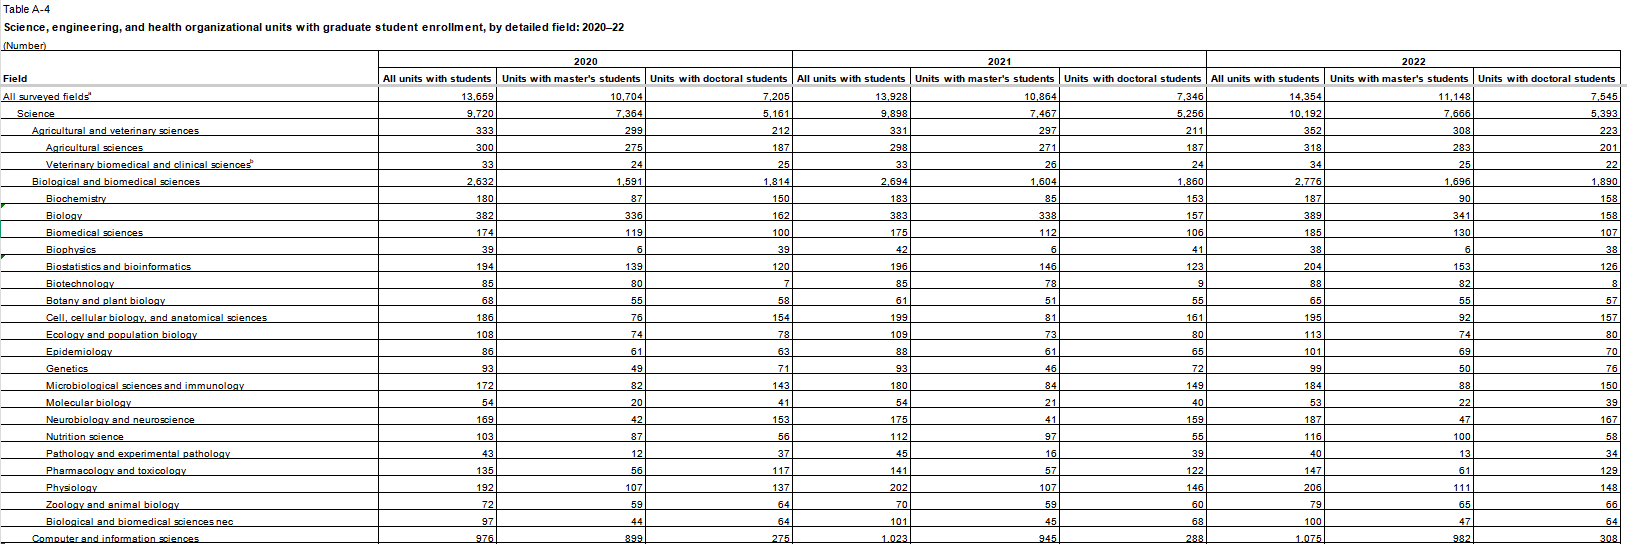 Table A-4
Science, engineering, and health organizational units with graduate student enrollment, by detailed field: 2020–22
(Number)
2020 2021 2022
Field All units with students Units with master's students Units with doctoral students All units with students Units with master's students Units with doctoral students All units with students Units with master's students Units with doctoral students
All surveyed fieldsa 13,659 10,704 7,205 13,928 10,864 7,346 14,354 11,148 7,545
Science 9,720 7,364 5,161 9,898 7,467 5,256 10,192 7,666 5,393
Agricultural and veterinary sciences 333 299 212 331 297 211 352 308 223
Agricultural sciences 300 275 187 298 271 187 318 283 201
Veterinary biomedical and clinical sciencesb 33 24 25 33 26 24 34 25 22
Biological and biomedical sciences 2,632 1,591 1,814 2,694 1,604 1,860 2,776 1,696 1,890
Biochemistry 180 87 150 183 85 153 187 90 158
Biology 382 336 162 383 338 157 389 341 158
Biomedical sciences 174 119 100 175 112 106 185 130 107
Biophysics 39 6 39 42 6 41 38 6 38
Biostatistics and bioinformatics 194 139 120 196 146 123 204 153 126
Biotechnology 85 80 7 85 78 9 88 82 8
Botany and plant biology 68 55 58 61 51 55 65 55 57
Cell, cellular biology, and anatomical sciences 186 76 154 199 81 161 195 92 157
Ecology and population biology 108 74 78 109 73 80 113 74 80
Epidemiology 86 61 63 88 61 65 101 69 70
Genetics 93 49 71 93 46 72 99 50 76
Microbiological sciences and immunology 172 82 143 180 84 149 184 88 150
Molecular biology 54 20 41 54 21 40 53 22 39
Neurobiology and neuroscience 169 42 153 175 41 159 187 47 167
Nutrition science 103 87 56 112 97 55 116 100 58
Pathology and experimental pathology 43 12 37 45 16 39 40 13 34
Pharmacology and toxicology 135 56 117 141 57 122 147 61 129
Physiology 192 107 137 202 107 146 206 111 148
Zoology and animal biology 72 59 64 70 59 60 79 65 66
Biological and biomedical sciences nec 97 44 64 101 45 68 100 47 64
Computer and information sciences 976 899 275 1,023 945 288 1,075 982 308